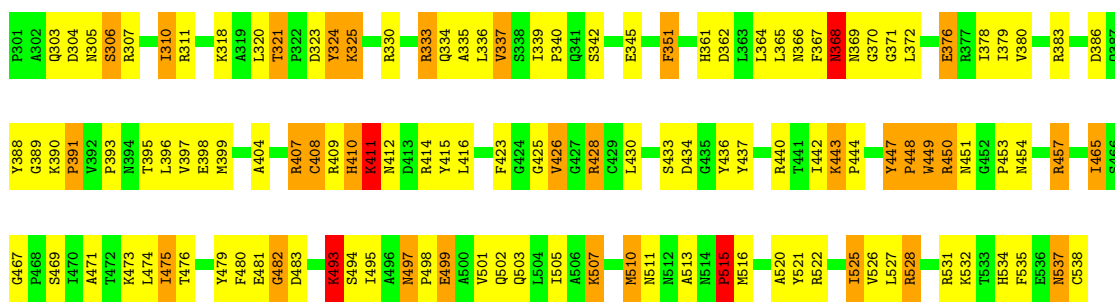 P301 A302 Q303 D304 N305 S306 R307 I310 R311 K318 A319 L320 T321 P322 D323 Y324 K325 R330 R333 Q334 A335 L336 V337 S338 I339 P340 Q341 S342 E345 F351 H361 D362 L363 L364 L365 N366 F367 N368 N369 G370 G371 L372 E376 R377 I378 I379 V380 R383 D386 Q387
Y388 G389 K390 P391 V392 P393 N394 T395 L396 V397 E398 M399 A404 R407 C408 R409 H410 K411 N412 D413 R414 Y415 L416 F423 G424 G425 V426 G427 R428 C429 L430 S433 D434 G435 Y436 Y437 R440 T441 I442 K443 P444 Y447 P448 W449 R450 N451 G452 P453 N454 R457 I465 S466
G467 P468 S469 I470 A471 T472 K473 L474 I475 T476 Y479 F480 E481 G482 D483 K493 S494 I495 A496 N497 P498 E499 A500 V501 Q502 Q503 L504 I505 A506 K507 M510 N511 N512 A513 N514 P515 M516 A520 Y521 R522 I525 V526 L527 R528 R531 K532 T533 H534 F535 E536 N537 C538